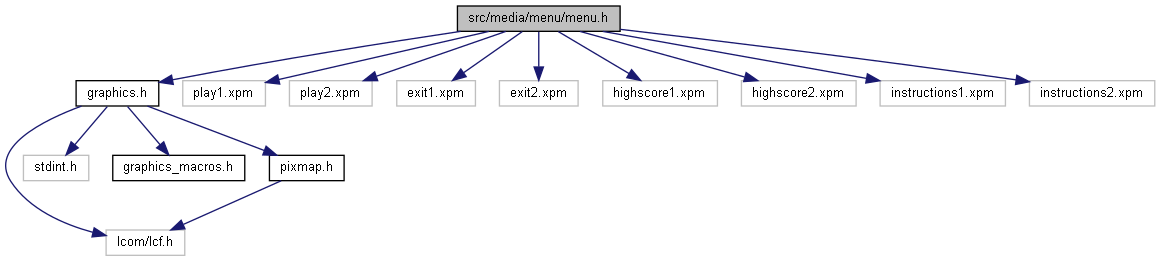 src/media/menu/menu.h
graphics.h
play1.xpm
play2.xpm
exit1.xpm
exit2.xpm
highscore1.xpm
highscore2.xpm
instructions1.xpm
instructions2.xpm
stdint.h
graphics_macros.h
pixmap.h
lcom/lcf.h